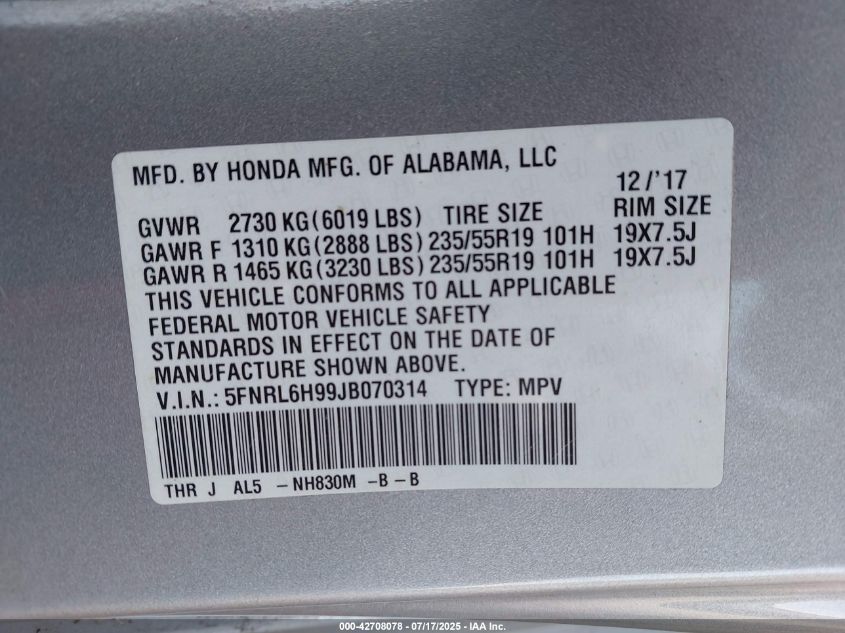 MFD. BY HONDA MFG. OF ALABAMA, LLC
12/'17
GVWR 2730 KG(6019 LBS) TIRE SIZE RIM SIZE
GAWR F 1310 KG(2888 LBS) 235/55R19 101H 19X7.5J
GAWR R 1465 KG(3230 LBS) 235/55R19 101H 19X7.5J
THIS VEHICLE CONFORMS TO ALL APPLICABLE
FEDERAL MOTOR VEHICLE SAFETY
STANDARDS IN EFFECT ON THE DATE OF
MANUFACTURE SHOWN ABOVE.
V.I.N.: 5FNRL6H99JB070314 TYPE: MPV
THR J AL5 -NH830M -B-B
000-42708078 - 07/17/2025 - IAA Inc.